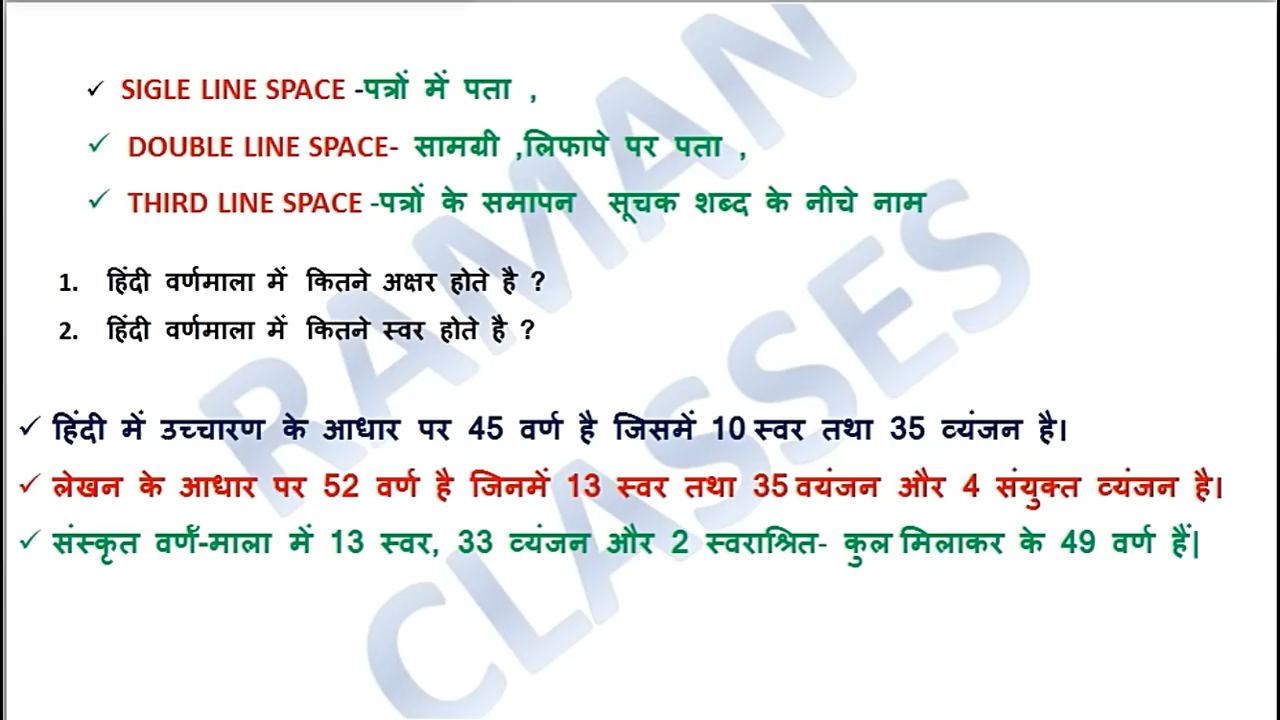 ✓ SIGLE LINE SPACE -पत्रों में पता ,
✓ DOUBLE LINE SPACE- सामग्री ,लिफापे पर पता ,
✓ THIRD LINE SPACE -पत्रों के समापन सूचक शब्द के नीचे नाम
1. हिंदी वर्णमाला में कितने अक्षर होते है ?
2. हिंदी वर्णमाला में कितने स्वर होते है ?
✓ हिंदी में उच्चारण के आधार पर 45 वर्ण है जिसमें 10 स्वर तथा 35 व्यंजन है।
✓ लेखन के आधार पर 52 वर्ण है जिनमें 13 स्वर तथा 35 वयंजन और 4 संयुक्त व्यंजन है।
✓ संस्कृत वर्णँ-माला में 13 स्वर, 33 व्यंजन और 2 स्वराश्रित- कुल मिलाकर के 49 वर्ण हैं|
RAMAN
CLASSES